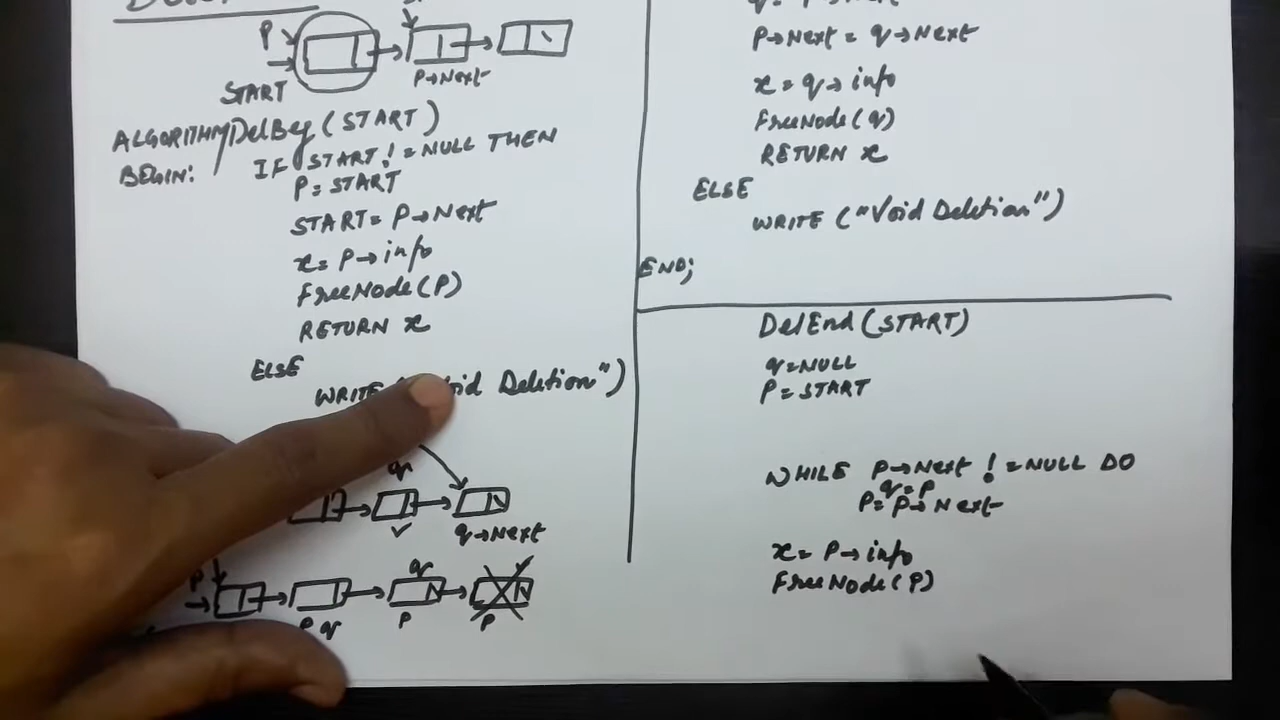 P
START
P→Next
ALGORITHM DelBeg (START)
BEGIN:
IF START != NULL THEN
P = START
START = P→Next
x = P→info
FreeNode(P)
RETURN x
ELSE
WRITE Deletion")
q
q→Next
P
q
P q
P
P
P→Next = q→Next
x = q→info
FreeNode(q)
RETURN x
ELSE
WRITE ("Void Deletion")
END;
DelEnd (START)
q=NULL
P = START
WHILE P→Next != NULL DO
q=P
P = P→Next
x = P→info
FreeNode(P)